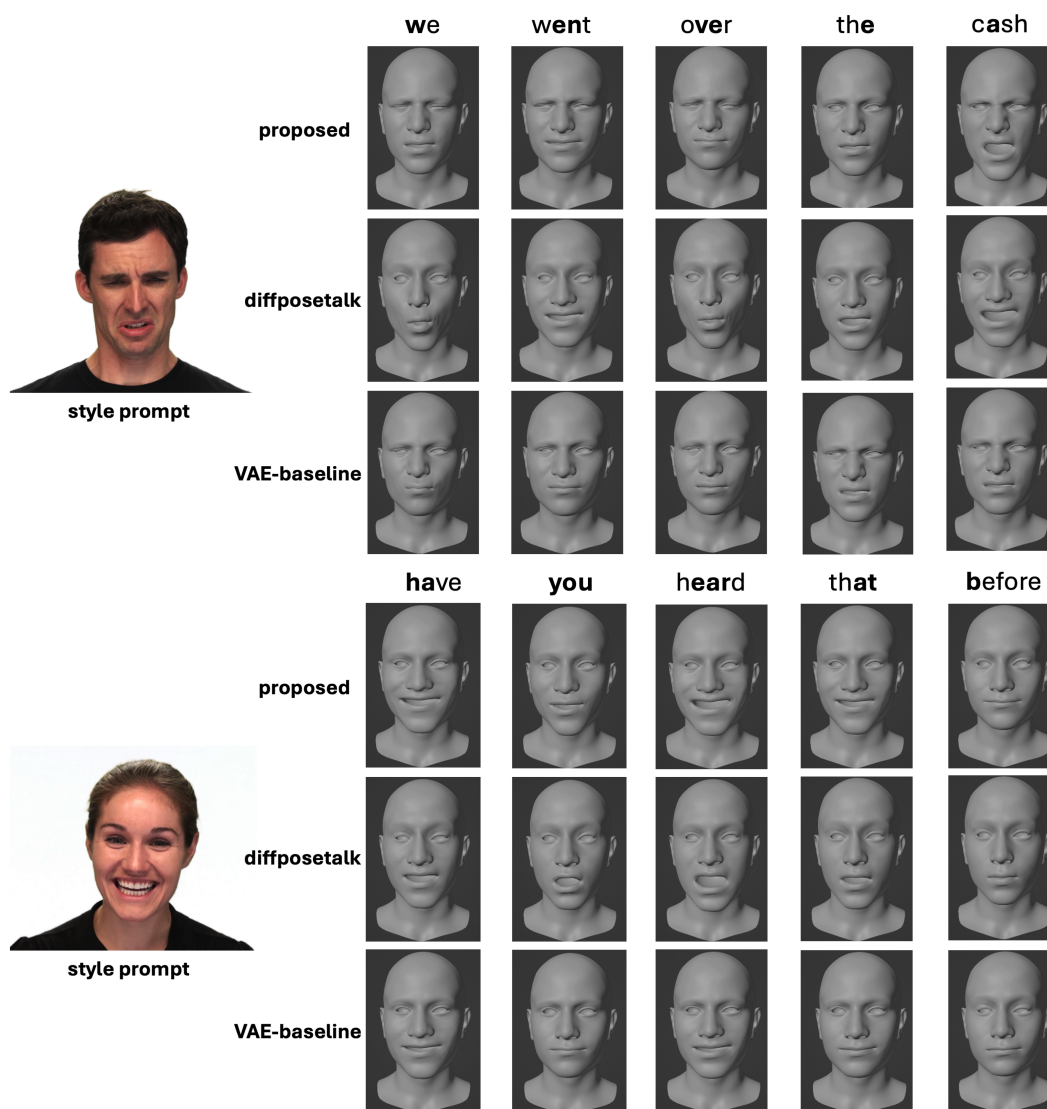 we went over the cash
proposed
diffposetalk
style prompt
VAE-baseline
have you heard that before
proposed
diffposetalk
style prompt
VAE-baseline